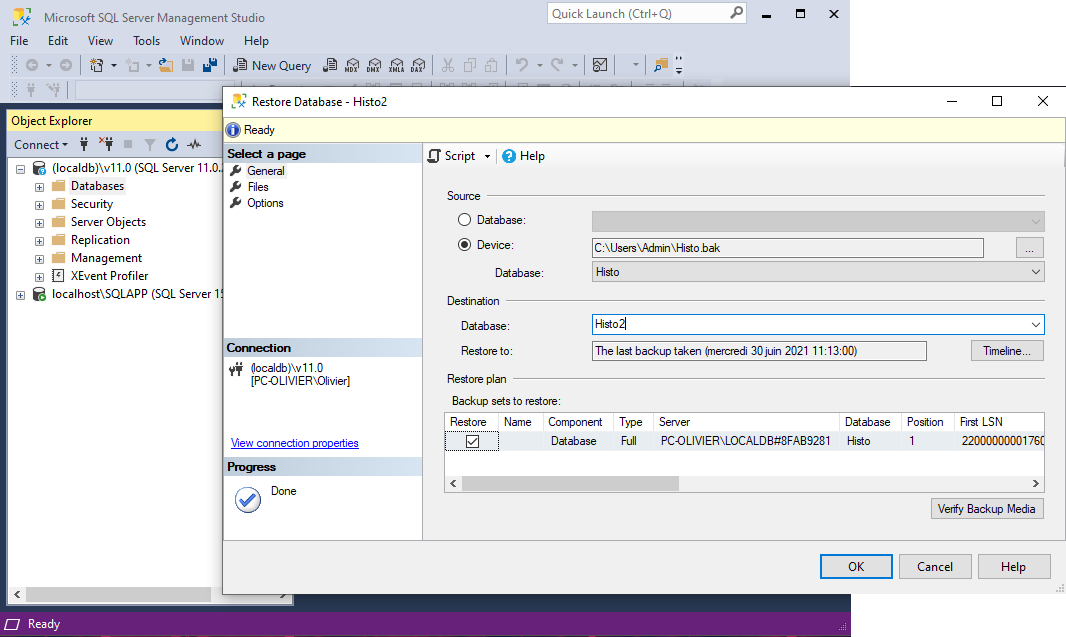 Microsoft SQL Server Management Studio
Quick Launch (Ctrl+Q)
File Edit View Tools Window Help
New Query MDX DMX XMLA DAX
Restore Database - Histo2
Ready
Object Explorer
Connect
(localdb)\v11.0 (SQL Server 11.0.
Databases
Security
Server Objects
Replication
Management
XEvent Profiler
localhost\SQLAPP (SQL Server 15
Select a page
General
Files
Options
Connection
(localdb)\v11.0
[PC-OLIVIER\Olivier]
View connection properties
Progress
Done
Script Help
Source
Database:
Device: C:\Users\Admin\Histo.bak ...
Database: Histo
Destination
Database: Histo2
Restore to: The last backup taken (mercredi 30 juin 2021 11:13:00) Timeline...
Restore plan
Backup sets to restore:
Restore Name Component Type Server Database Position First LSN
Database Full PC-OLIVIER\LOCALDB#8FAB9281 Histo 1 22000000001760
Verify Backup Media
OK Cancel Help
Ready